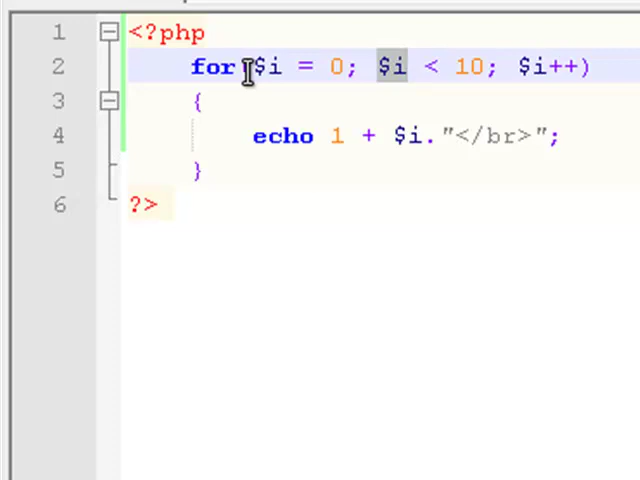 1 <?php
2 for($i = 0; $i < 10; $i++)
3 {
4 echo 1 + $i."</br>";
5 }
6 ?>